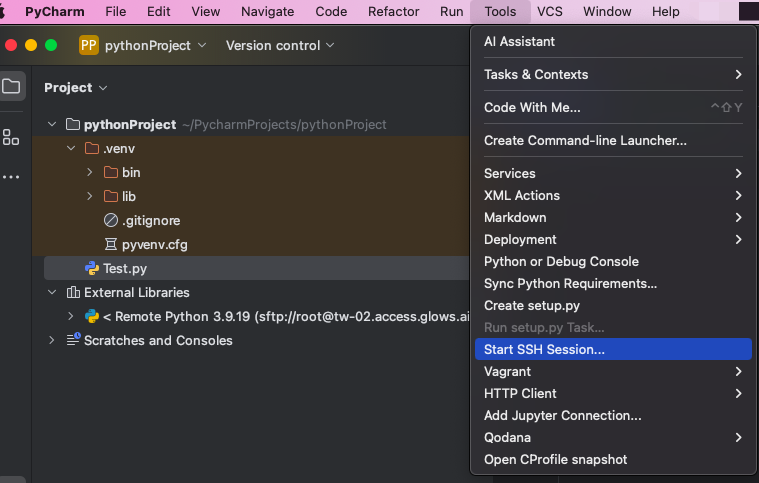 PyCharm File Edit View Navigate Code Refactor Run Tools VCS Window Help
PP pythonProject Version control
Project
pythonProject ~/PycharmProjects/pythonProject
.venv
bin
lib
.gitignore
pyvenv.cfg
Test.py
External Libraries
< Remote Python 3.9.19 (sftp://root@tw-02.access.glows.ai
Scratches and Consoles
AI Assistant
Tasks & Contexts
Code With Me... ⌃⇧Y
Create Command-line Launcher...
Services
XML Actions
Markdown
Deployment
Python or Debug Console
Sync Python Requirements...
Create setup.py
Run setup.py Task...
Start SSH Session...
Vagrant
HTTP Client
Add Jupyter Connection...
Qodana
Open CProfile snapshot